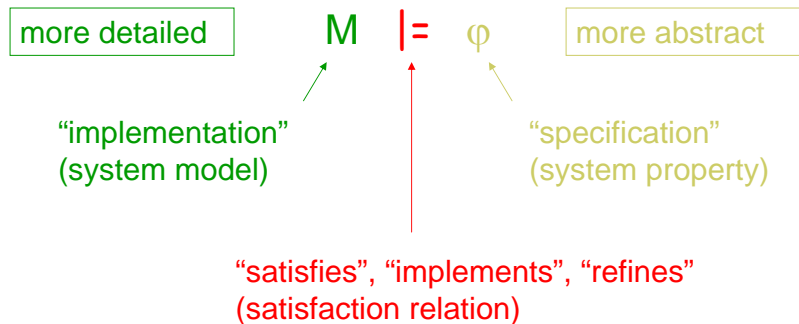 more detailed M |= φ more abstract
“implementation” “specification”
(system model) (system property)
“satisfies”, “implements”, “refines”
(satisfaction relation)